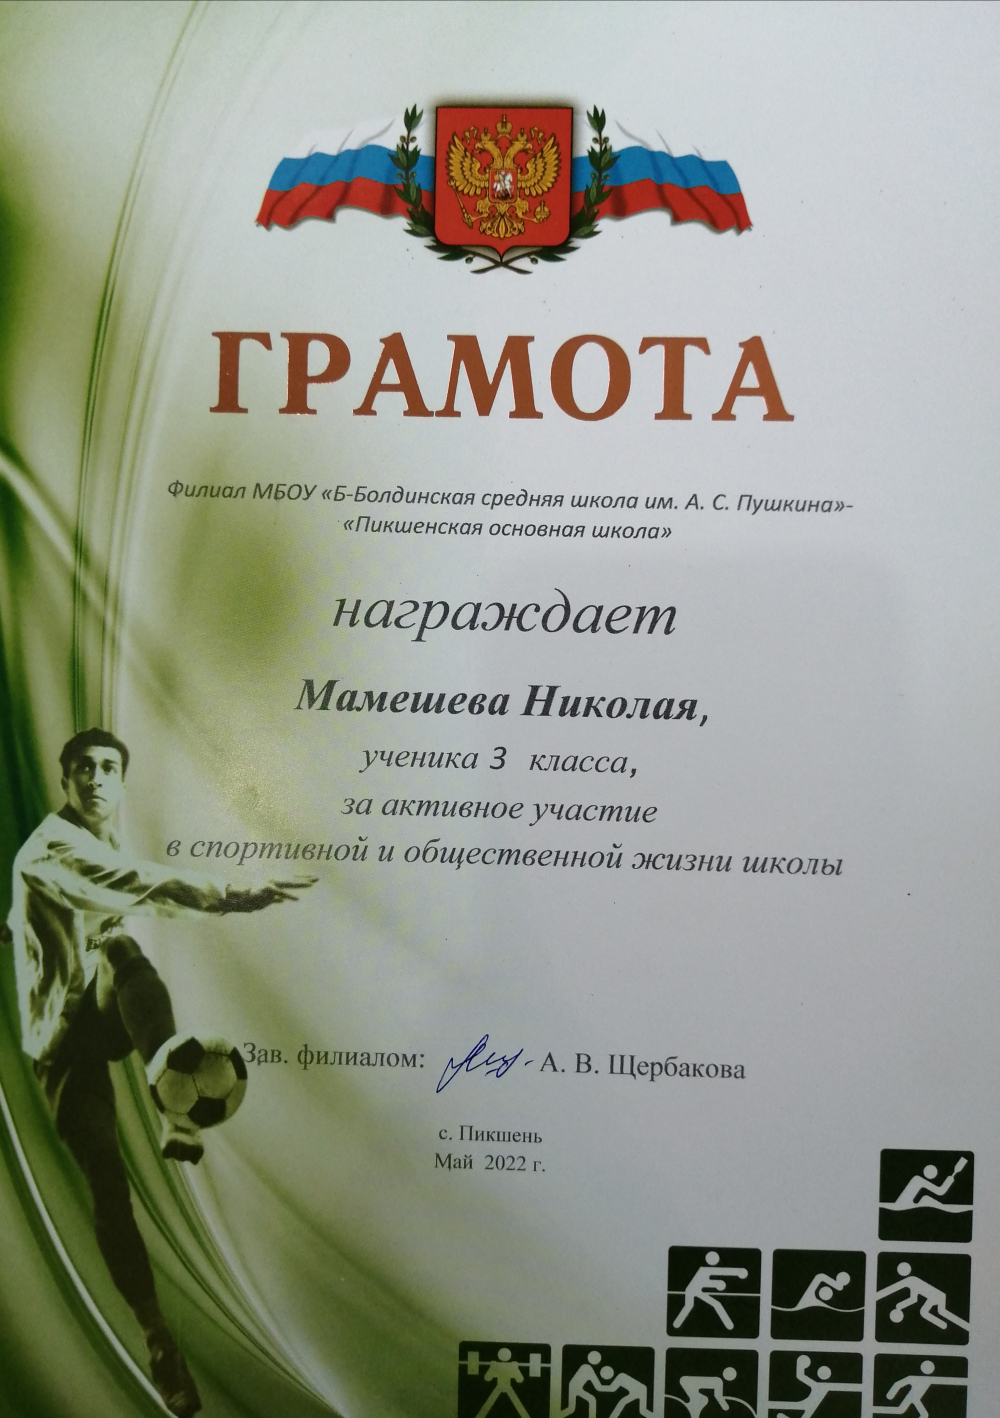 ГРАМОТА
Филиал МБОУ «Б-Болдинская средняя школа им. А. С. Пушкина»-
«Пикшенская основная школа»
награждает
Мамешева Николая,
ученика 3 класса,
за активное участие
в спортивной и общественной жизни школы
Зав. филиалом: А. В. Щербакова
с. Пикшень
Май 2022 г.